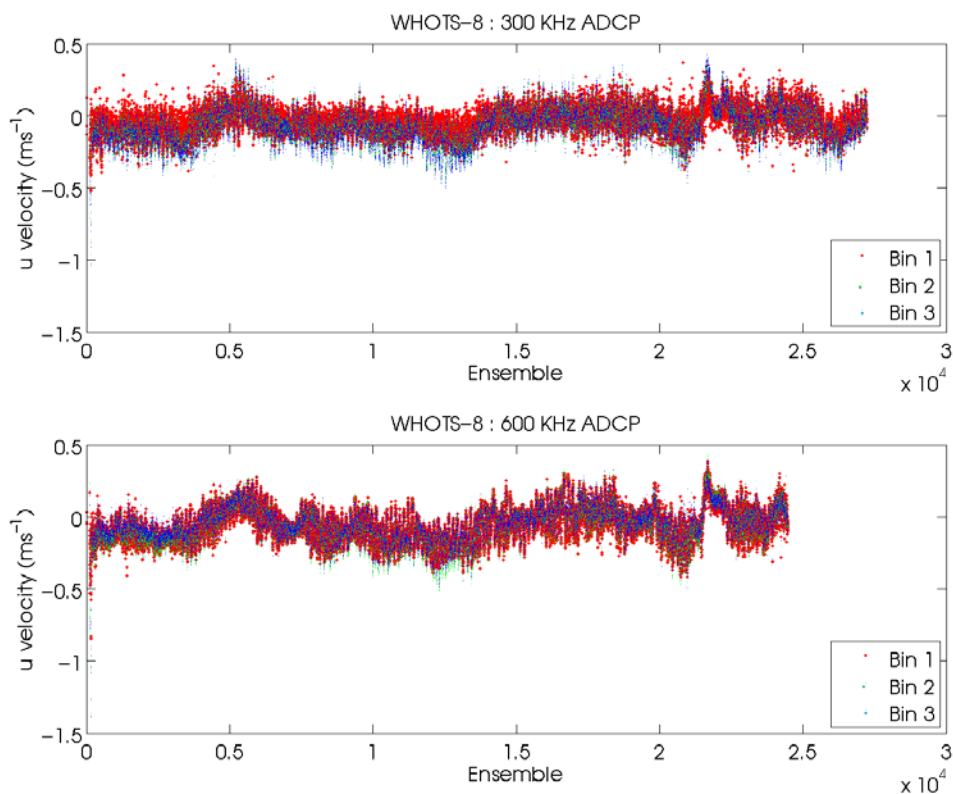 WHOTS−8 : 300 KHz ADCP
0.5
0
−0.5
−1
−1.5
u velocity (ms⁻¹)
Bin 1
Bin 2
Bin 3
0 0.5 1 1.5 2 2.5 3
Ensemble
x 10⁴
WHOTS−8 : 600 KHz ADCP
0.5
0
−0.5
−1
−1.5
u velocity (ms⁻¹)
Bin 1
Bin 2
Bin 3
0 0.5 1 1.5 2 2.5 3
Ensemble
x 10⁴